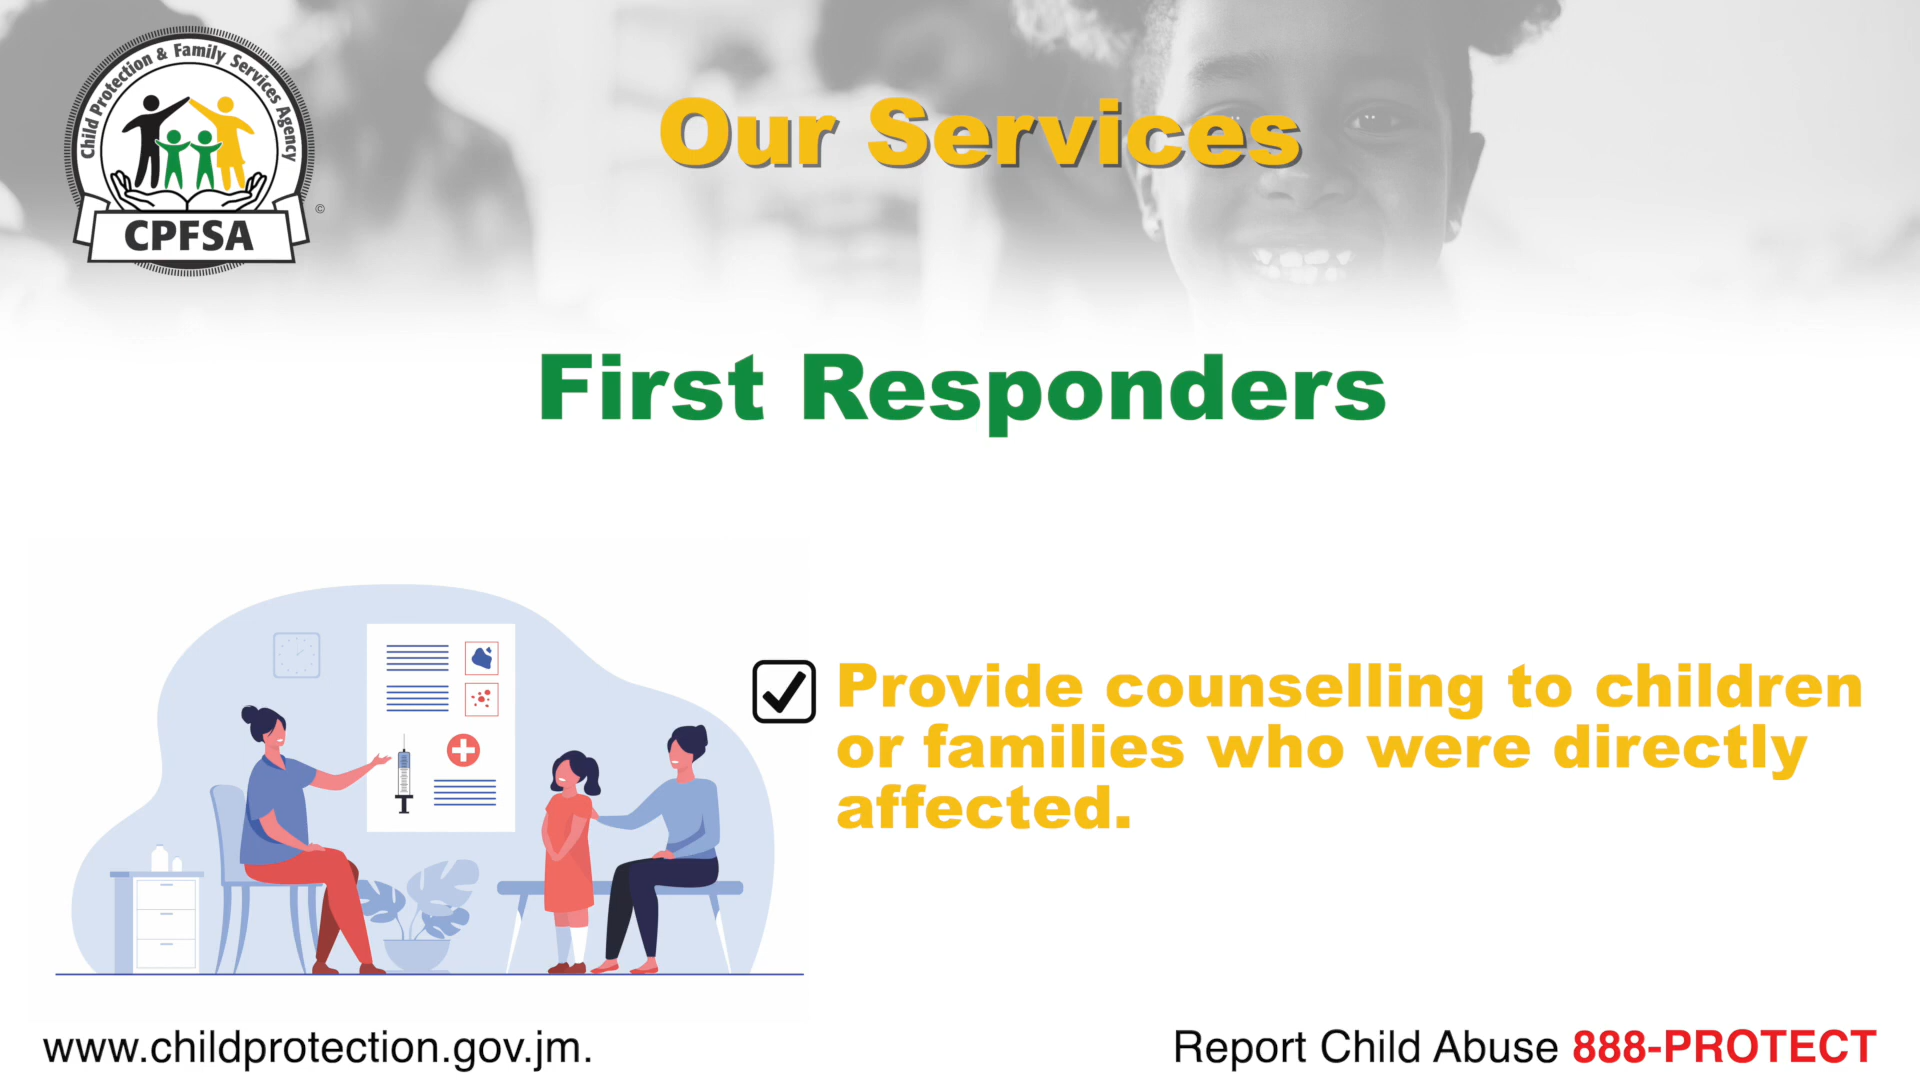 Child Protection & Family Services Agency
CPFSA
©
Our Services
First Responders
Provide counselling to children
or families who were directly
affected.
www.childprotection.gov.jm.
Report Child Abuse 888-PROTECT